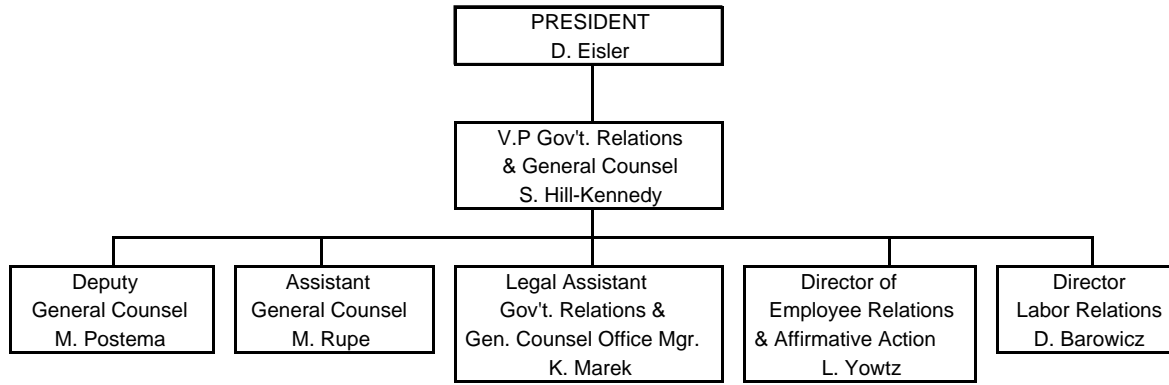 PRESIDENT
D. Eisler
V.P Gov't. Relations
& General Counsel
S. Hill-Kennedy
Deputy
General Counsel
M. Postema
Assistant
General Counsel
M. Rupe
Legal Assistant
Gov't. Relations &
Gen. Counsel Office Mgr.
K. Marek
Director of
Employee Relations
& Affirmative Action
L. Yowtz
Director
Labor Relations
D. Barowicz